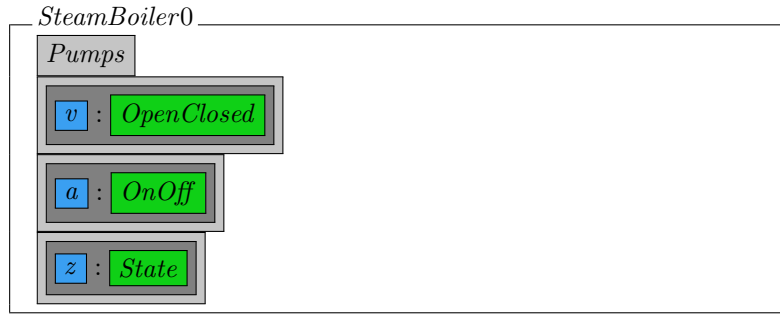 SteamBoiler0
Pumps
v : OpenClosed
a : OnOff
z : State